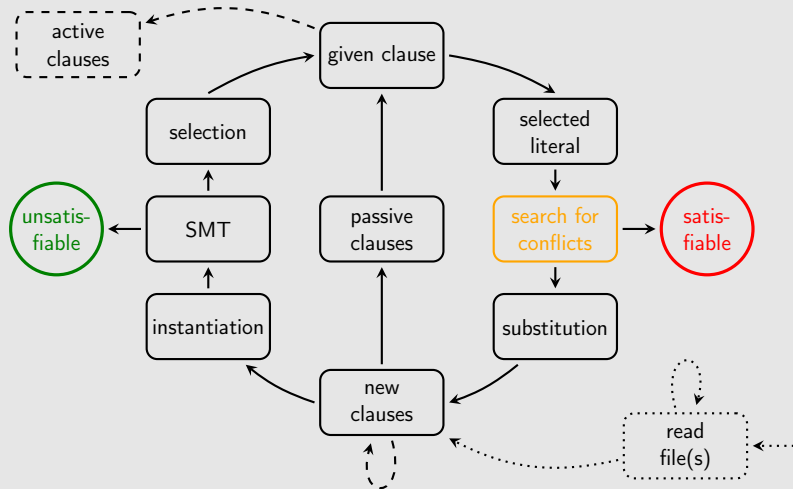 active
clauses
given clause
selection
selected
literal
unsatis-
fiable
SMT
passive
clauses
search for
conflicts
satis-
fiable
instantiation
substitution
new
clauses
read
file(s)